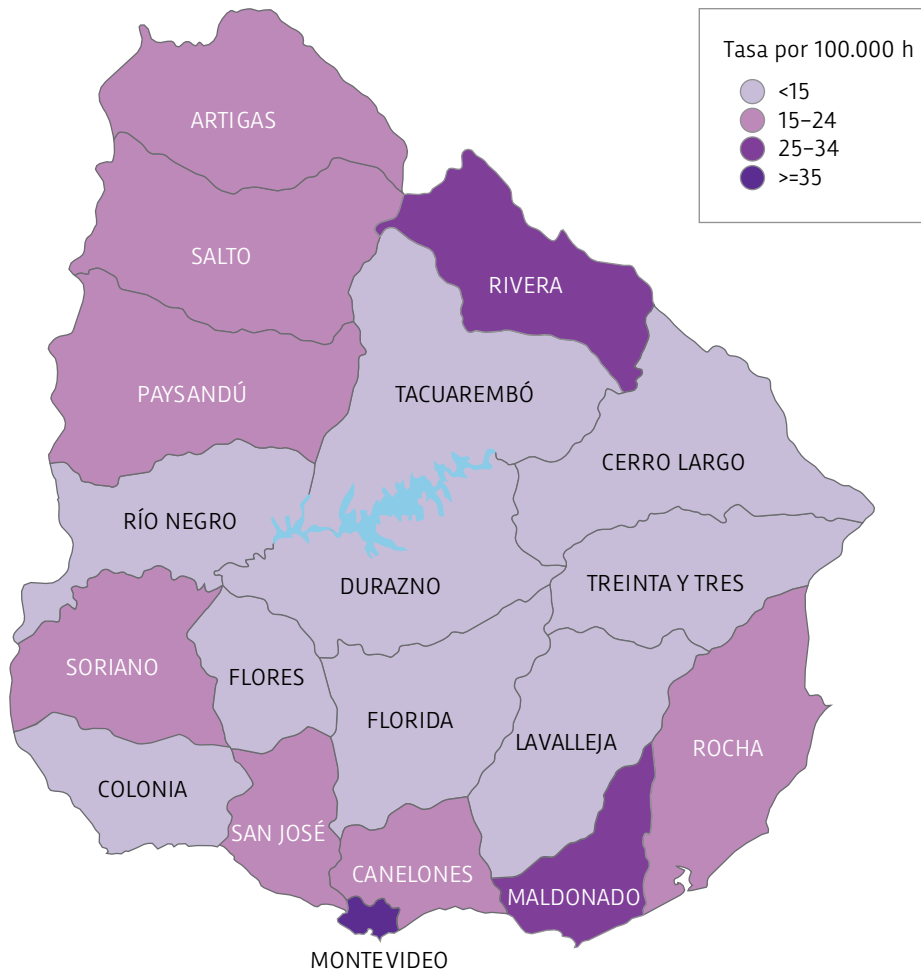 Tasa por 100.000 h
<15
15–24
25–34
>=35
ARTIGAS
SALTO
RIVERA
PAYSANDÚ
TACUAREMBÓ
CERRO LARGO
RÍO NEGRO
DURAZNO
TREINTA Y TRES
SORIANO
FLORES
FLORIDA
LAVALLEJA
ROCHA
COLONIA
SAN JOSÉ
CANELONES
MALDONADO
MONTEVIDEO